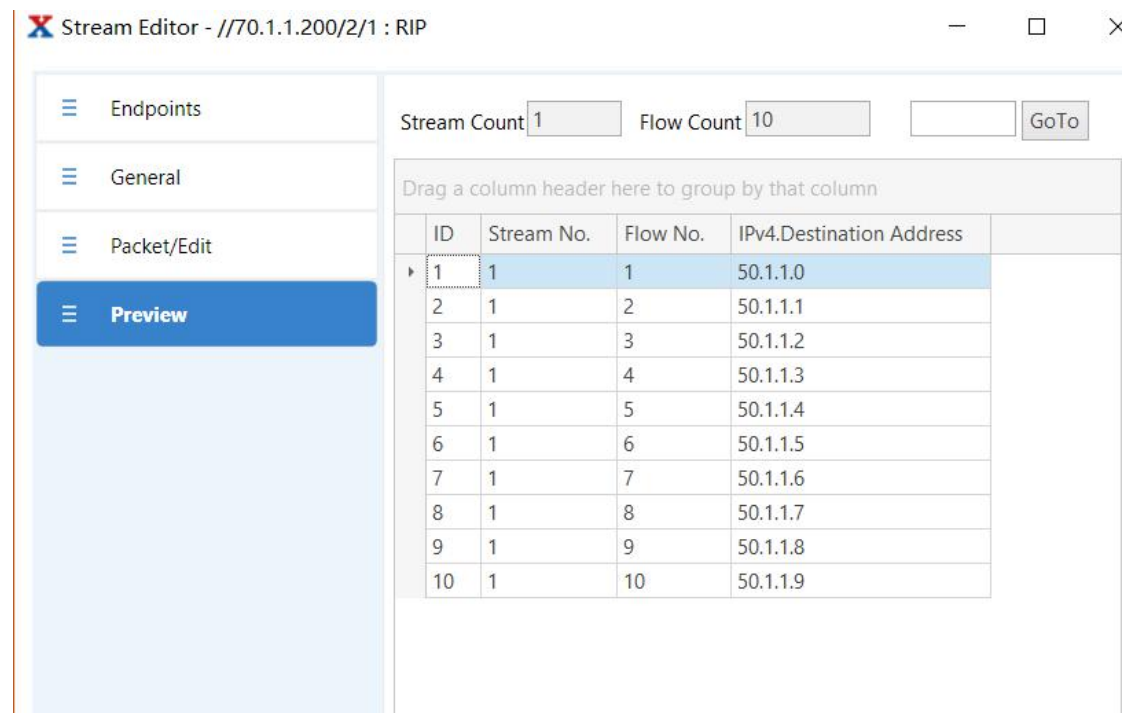 Stream Editor - //70.1.1.200/2/1 : RIP
Endpoints
General
Packet/Edit
Preview
Stream Count 1 Flow Count 10 GoTo
Drag a column header here to group by that column
ID Stream No. Flow No. IPv4.Destination Address
1 1 1 50.1.1.0
2 1 2 50.1.1.1
3 1 3 50.1.1.2
4 1 4 50.1.1.3
5 1 5 50.1.1.4
6 1 6 50.1.1.5
7 1 7 50.1.1.6
8 1 8 50.1.1.7
9 1 9 50.1.1.8
10 1 10 50.1.1.9